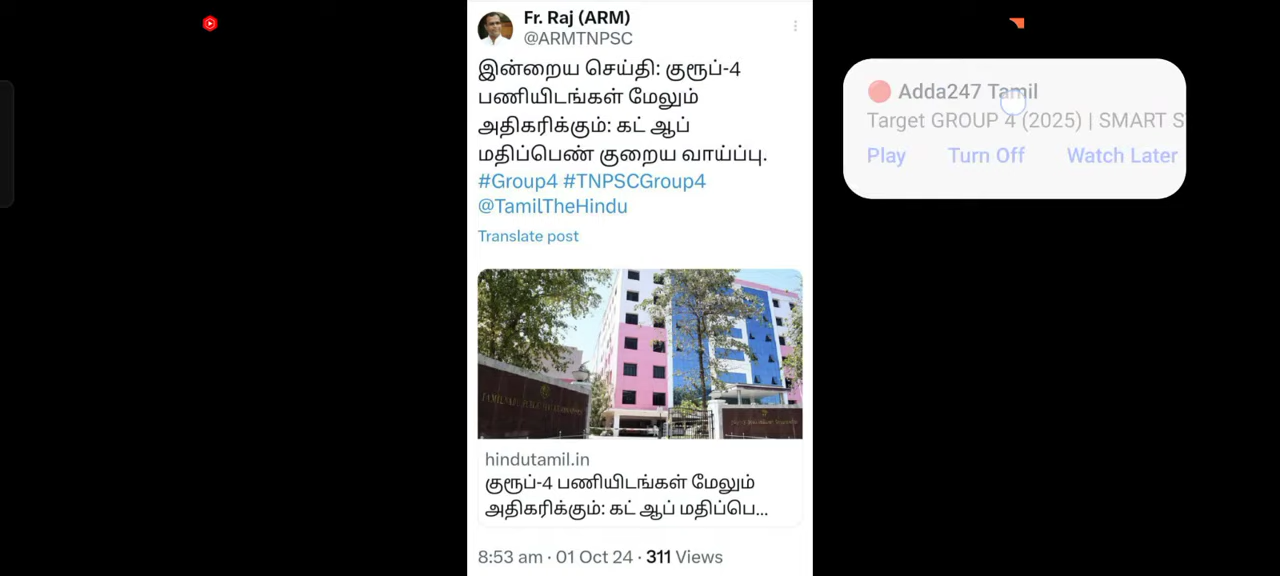 Fr. Raj (ARM)
@ARMTNPSC
இன்றைய செய்தி: குரூப்-4
பணியிடங்கள் மேலும்
அதிகரிக்கும்: கட் ஆப்
மதிப்பெண் குறைய வாய்ப்பு.
#Group4 #TNPSCGroup4
@TamilTheHindu
Translate post
hindutamil.in
குரூப்-4 பணியிடங்கள் மேலும்
அதிகரிக்கும்: கட் ஆப் மதிப்பெ...
8:53 am · 01 Oct 24 · 311 Views
Adda247 Tamil
Target GROUP 4 (2025) | SMART S
Play Turn Off Watch Later